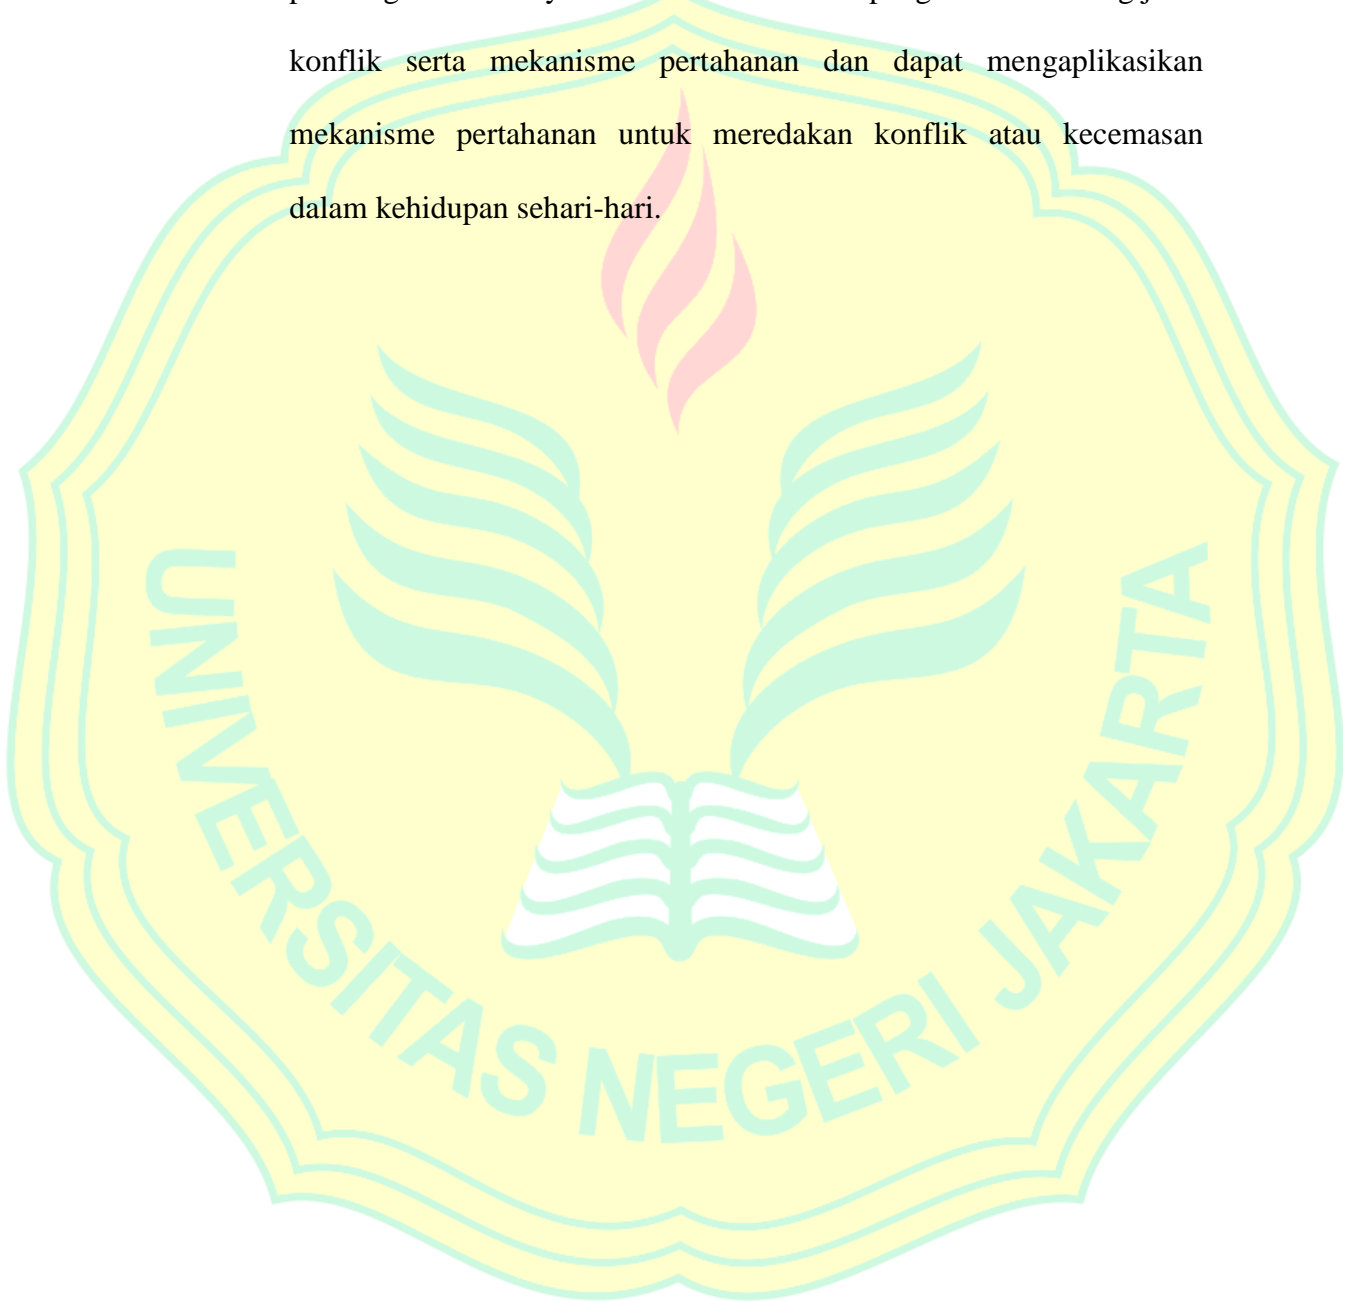 konflik serta mekanisme pertahanan dan dapat mengaplikasikan
mekanisme pertahanan untuk meredakan konflik atau kecemasan
dalam kehidupan sehari-hari.
UNIVERSITAS NEGERI JAKARTA